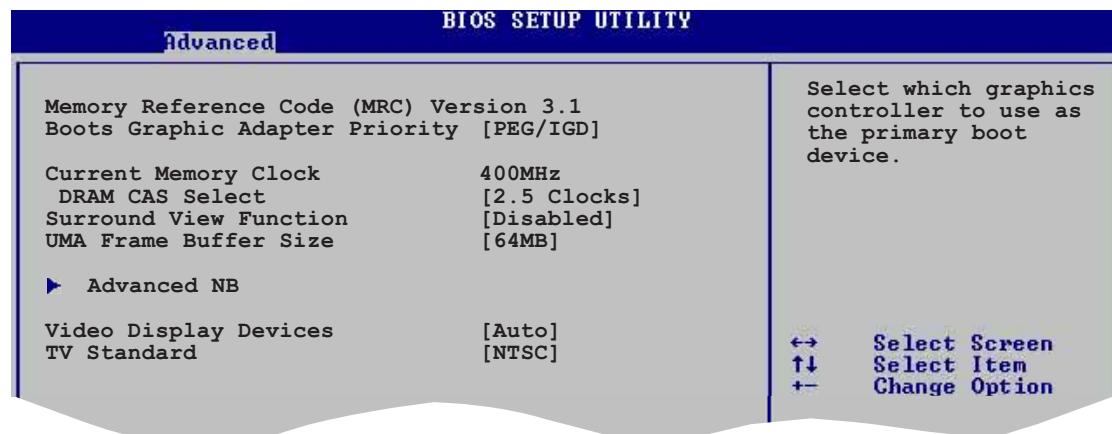 BIOS SETUP UTILITY
Advanced
Memory Reference Code (MRC) Version 3.1
Boots Graphic Adapter Priority [PEG/IGD]
Current Memory Clock 400MHz
DRAM CAS Select [2.5 Clocks]
Surround View Function [Disabled]
UMA Frame Buffer Size [64MB]
Advanced NB
Video Display Devices [Auto]
TV Standard [NTSC]
Select which graphics
controller to use as
the primary boot
device.
↔ Select Screen
↑↓ Select Item
+- Change Option